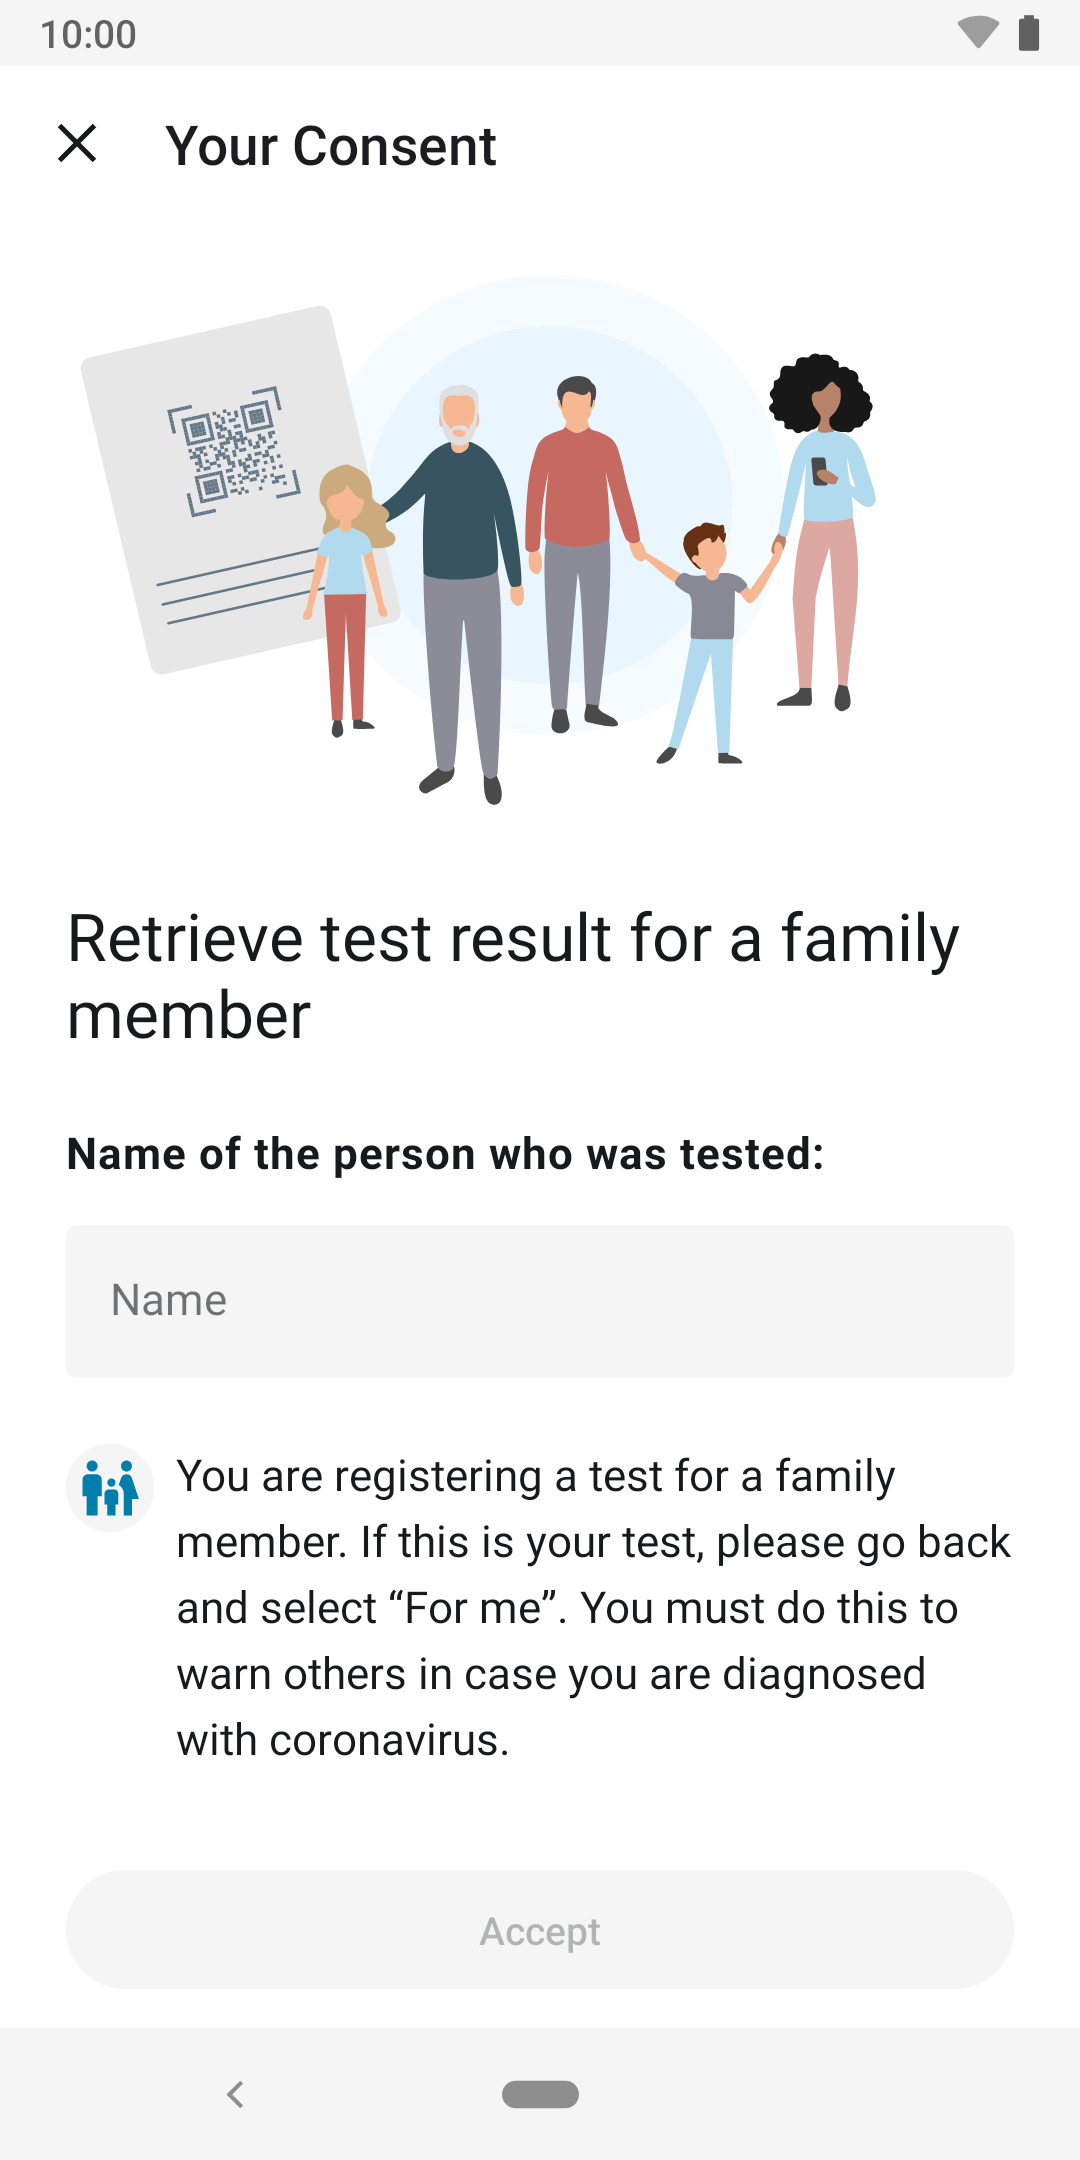 10:00
Your Consent
Retrieve test result for a family
member
Name of the person who was tested:
Name
You are registering a test for a family
member. If this is your test, please go back
and select “For me”. You must do this to
warn others in case you are diagnosed
with coronavirus.
Accept